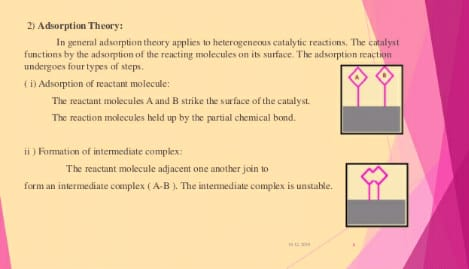 2) Adsorption Theory:
In general adsorption theory applies to heterogeneous catalytic reactions. The catalyst
functions by the adsorption of the reacting molecules on its surface. The adsorption reaction
undergoes four types of steps.
( i) Adsorption of reactant molecule:
The reactant molecules A and B strike the surface of the catalyst.
The reaction molecules held up by the partial chemical bond.
A
B
ii ) Formation of intermediate complex:
The reactant molecule adjacent one another join to
form an intermediate complex ( A-B ). The intermediate complex is unstable.